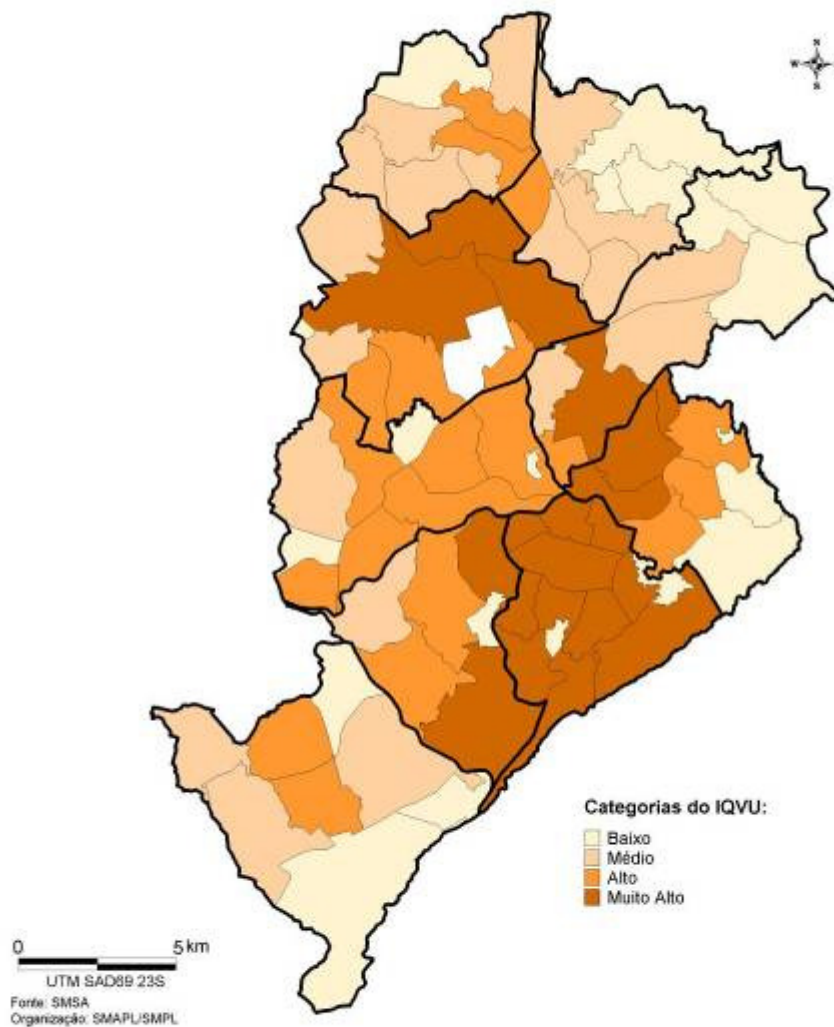 N
W E
S
Categorias do IQVU:
Baixo
Médio
Alto
Muito Alto
0 5 km
UTM SAD69 23S
Fonte: SMSA
Organização: SMAPL/SMPL